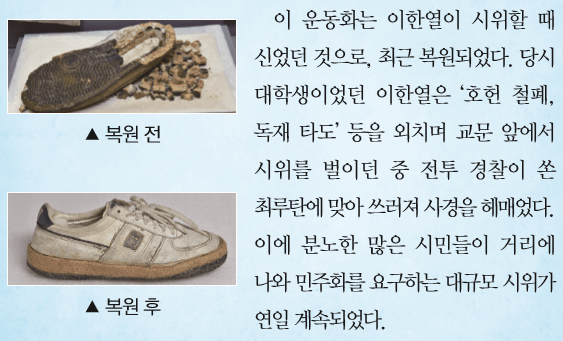 ▲ 복원 전
▲ 복원 후
이 운동화는 이한열이 시위할 때
신었던 것으로, 최근 복원되었다. 당시
대학생이었던 이한열은 ‘호헌 철폐,
독재 타도’ 등을 외치며 교문 앞에서
시위를 벌이던 중 전투 경찰이 쏜
최루탄에 맞아 쓰러져 사경을 헤매었다.
이에 분노한 많은 시민들이 거리에
나와 민주화를 요구하는 대규모 시위가
연일 계속되었다.